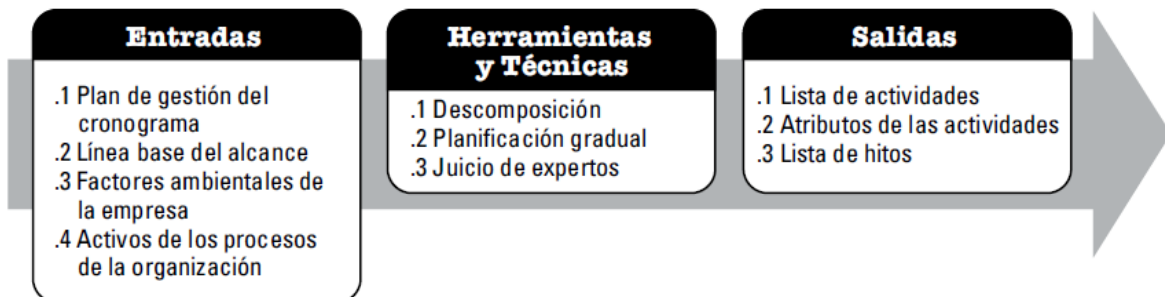 Entradas
.1 Plan de gestión del
cronograma
.2 Línea base del alcance
.3 Factores ambientales de
la empresa
.4 Activos de los procesos
de la organización
Herramientas
y Técnicas
.1 Descomposición
.2 Planificación gradual
.3 Juicio de expertos
Salidas
.1 Lista de actividades
.2 Atributos de las actividades
.3 Lista de hitos